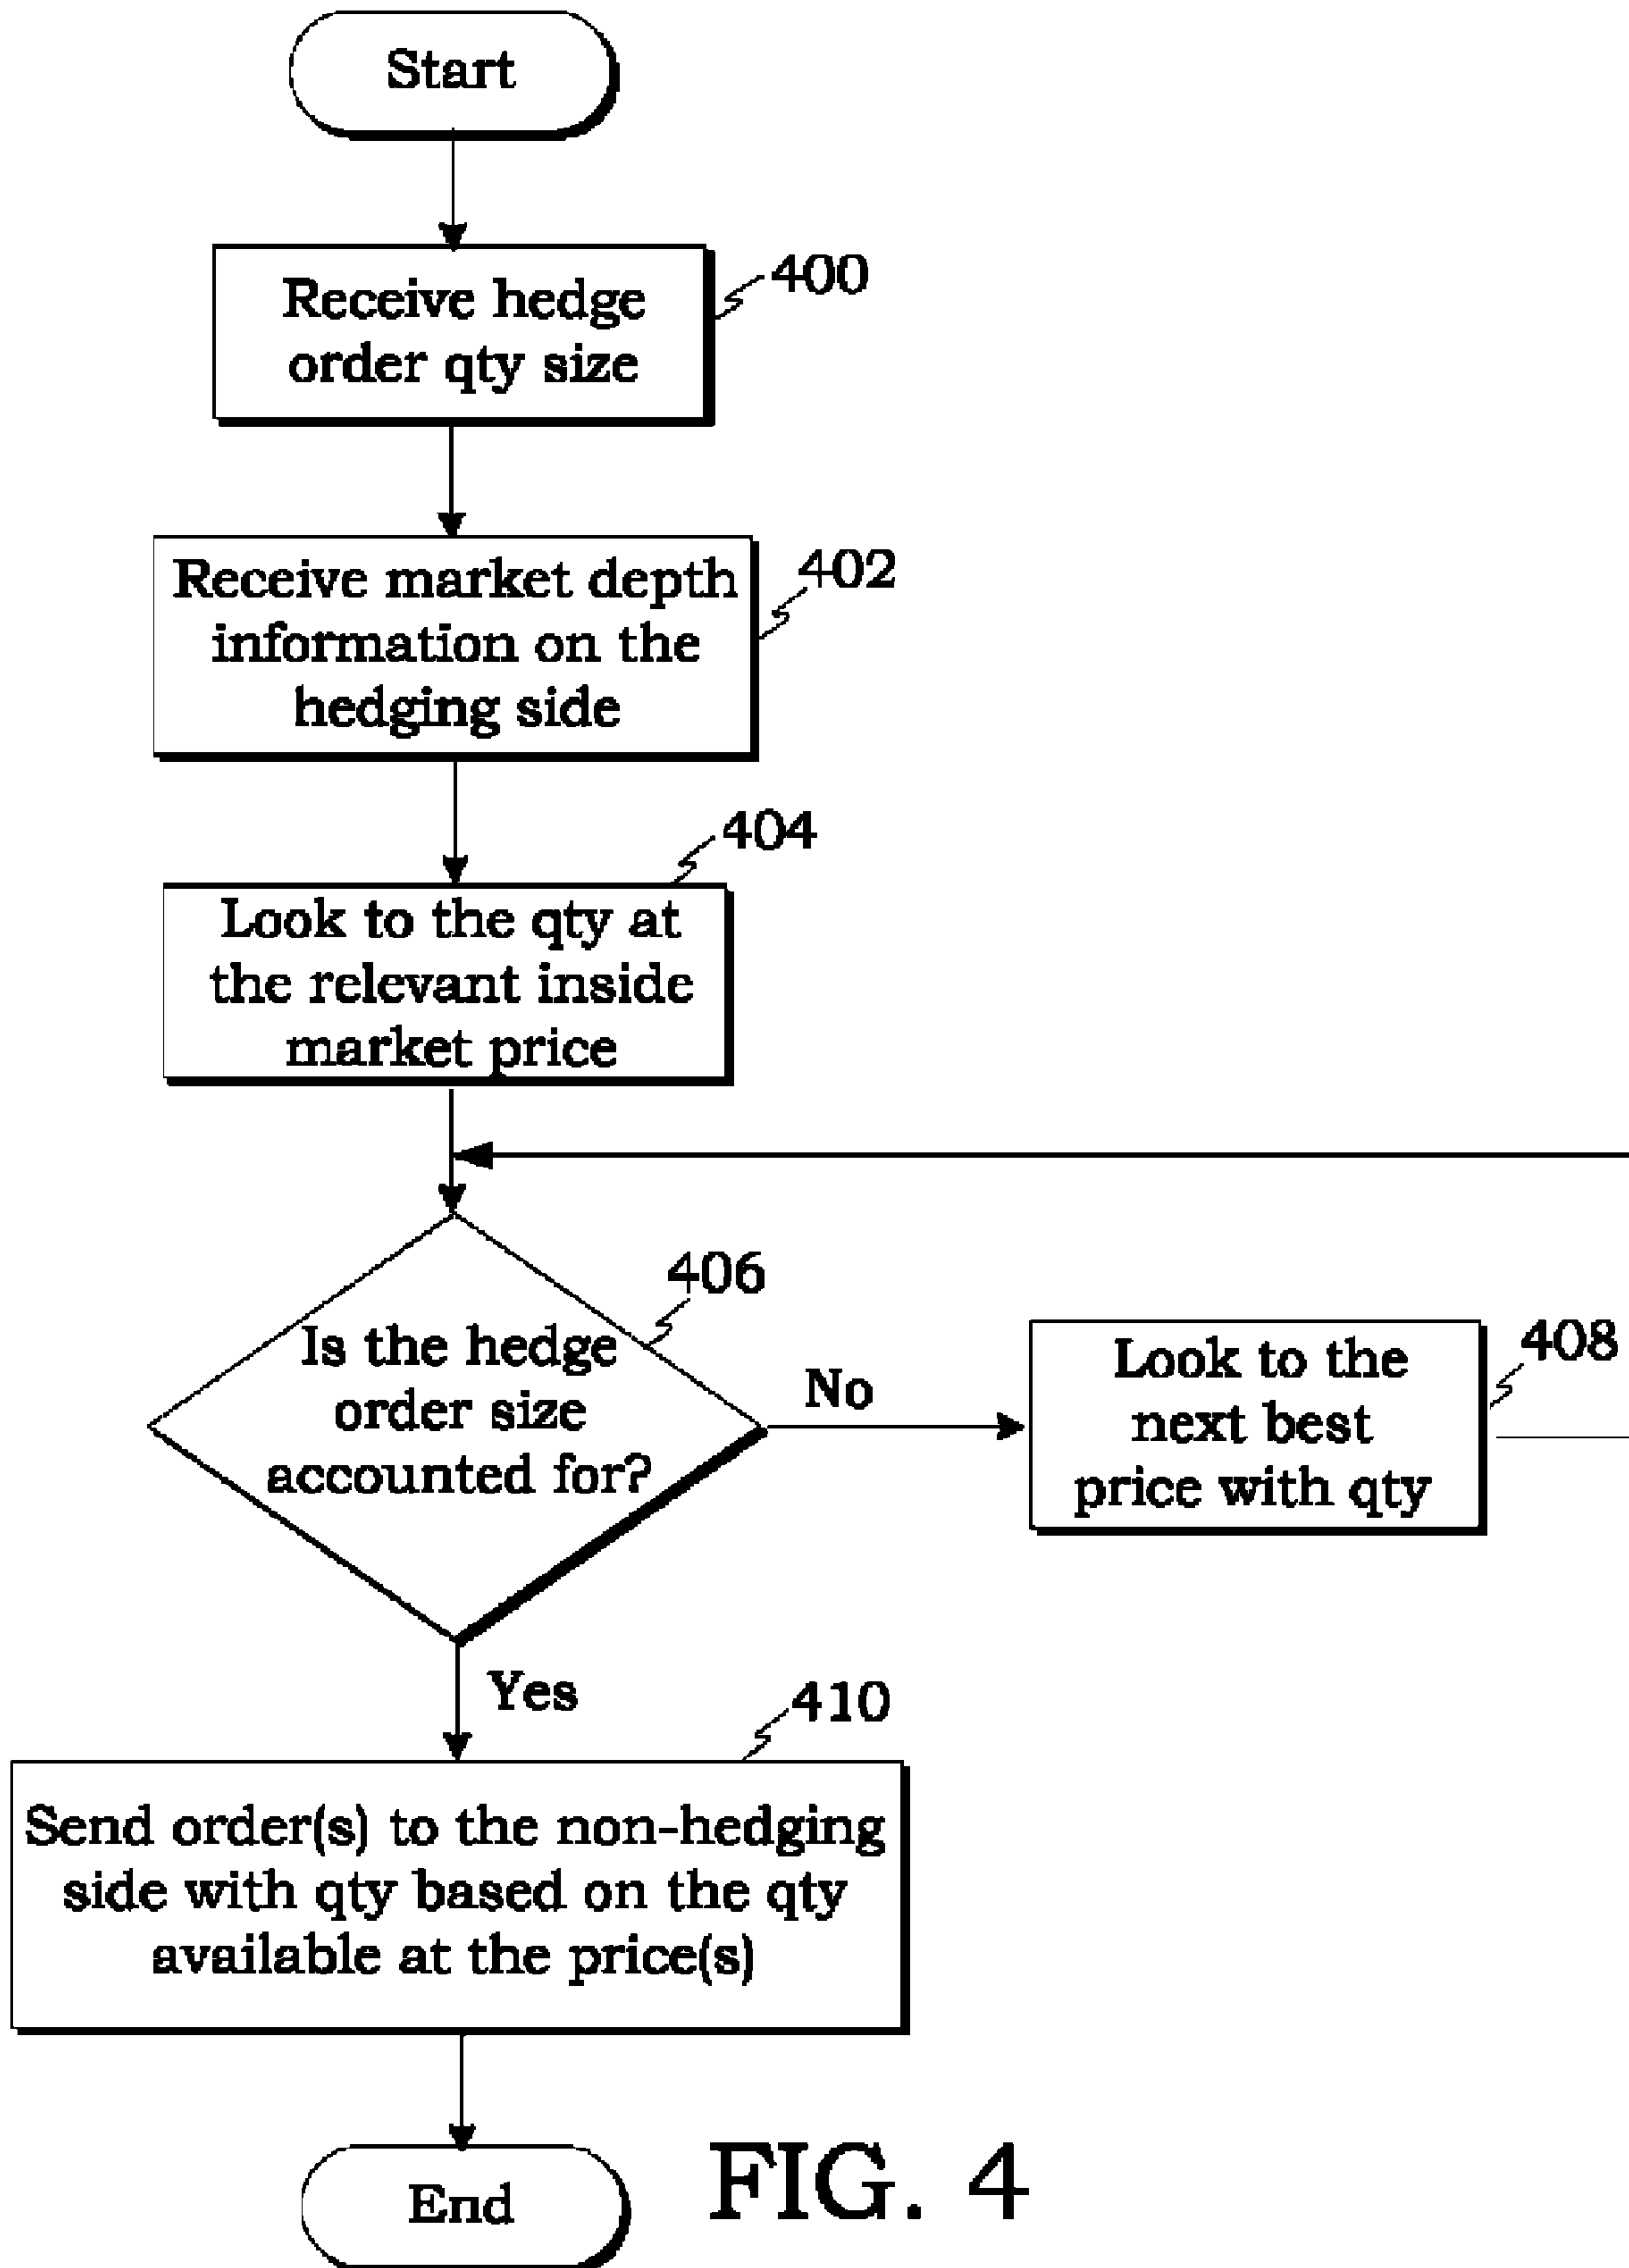 Start
400
Receive hedge
order qty size
402
Receive market depth
information on the
hedging side
404
Look to the qty at
the relevant inside
market price
406
Is the hedge
order size
accounted for?
No
408
Look to the
next best
price with qty
Yes
410
Send order(s) to the non-hedging
side with qty based on the qty
available at the price(s)
End
FIG. 4